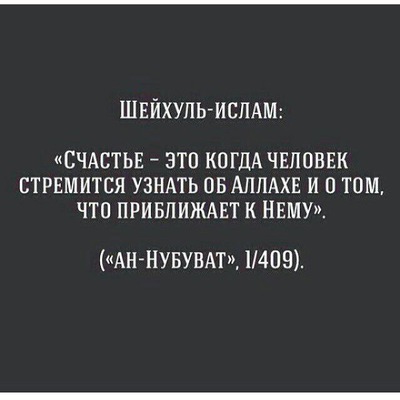 Шейхуль-ислам:
«Счастье – это когда человек
стремится узнать об Аллахе и о том,
что приближает к Нему».
(«ан-Нубуват», 1/409).